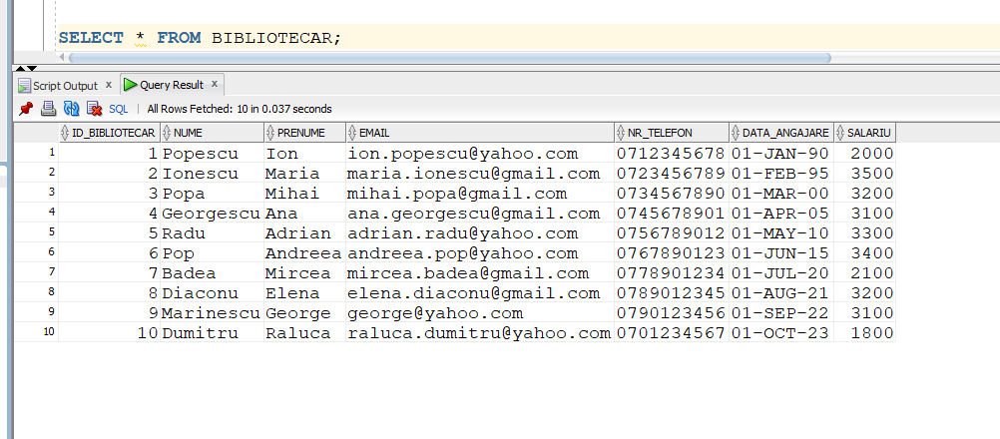 SELECT * FROM BIBLIOTECAR;
Script Output x Query Result x
SQL | All Rows Fetched: 10 in 0.037 seconds
ID_BIBLIOTECAR NUME PRENUME EMAIL NR_TELEFON DATA_ANGAJARE SALARIU
1 1 Popescu Ion ion.popescu@yahoo.com 0712345678 01-JAN-90 2000
2 2 Ionescu Maria maria.ionescu@gmail.com 0723456789 01-FEB-95 3500
3 3 Popa Mihai mihai.popa@gmail.com 0734567890 01-MAR-00 3200
4 4 Georgescu Ana ana.georgescu@gmail.com 0745678901 01-APR-05 3100
5 5 Radu Adrian adrian.radu@yahoo.com 0756789012 01-MAY-10 3300
6 6 Pop Andreea andreea.pop@yahoo.com 0767890123 01-JUN-15 3400
7 7 Badea Mircea mircea.badea@gmail.com 0778901234 01-JUL-20 2100
8 8 Diaconu Elena elena.diaconu@gmail.com 0789012345 01-AUG-21 3200
9 9 Marinescu George george@yahoo.com 0790123456 01-SEP-22 3100
10 10 Dumitru Raluca raluca.dumitru@yahoo.com 0701234567 01-OCT-23 1800